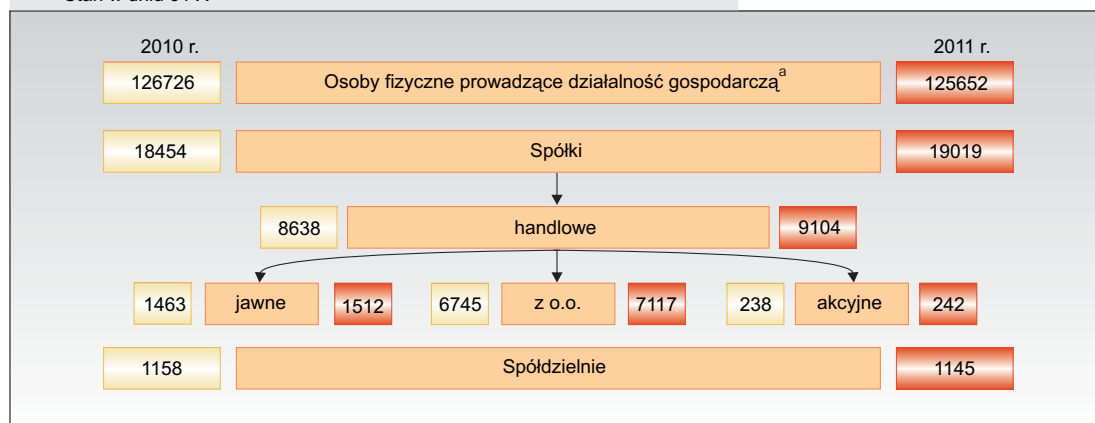 2010 r. 2011 r.
126726 Osoby fizyczne prowadzące działalność gospodarczą a 125652
18454 Spółki 19019
8638 handlowe 9104
1463 jawne 1512 6745 z o.o. 7117 238 akcyjne 242
1158 Spółdzielnie 1145